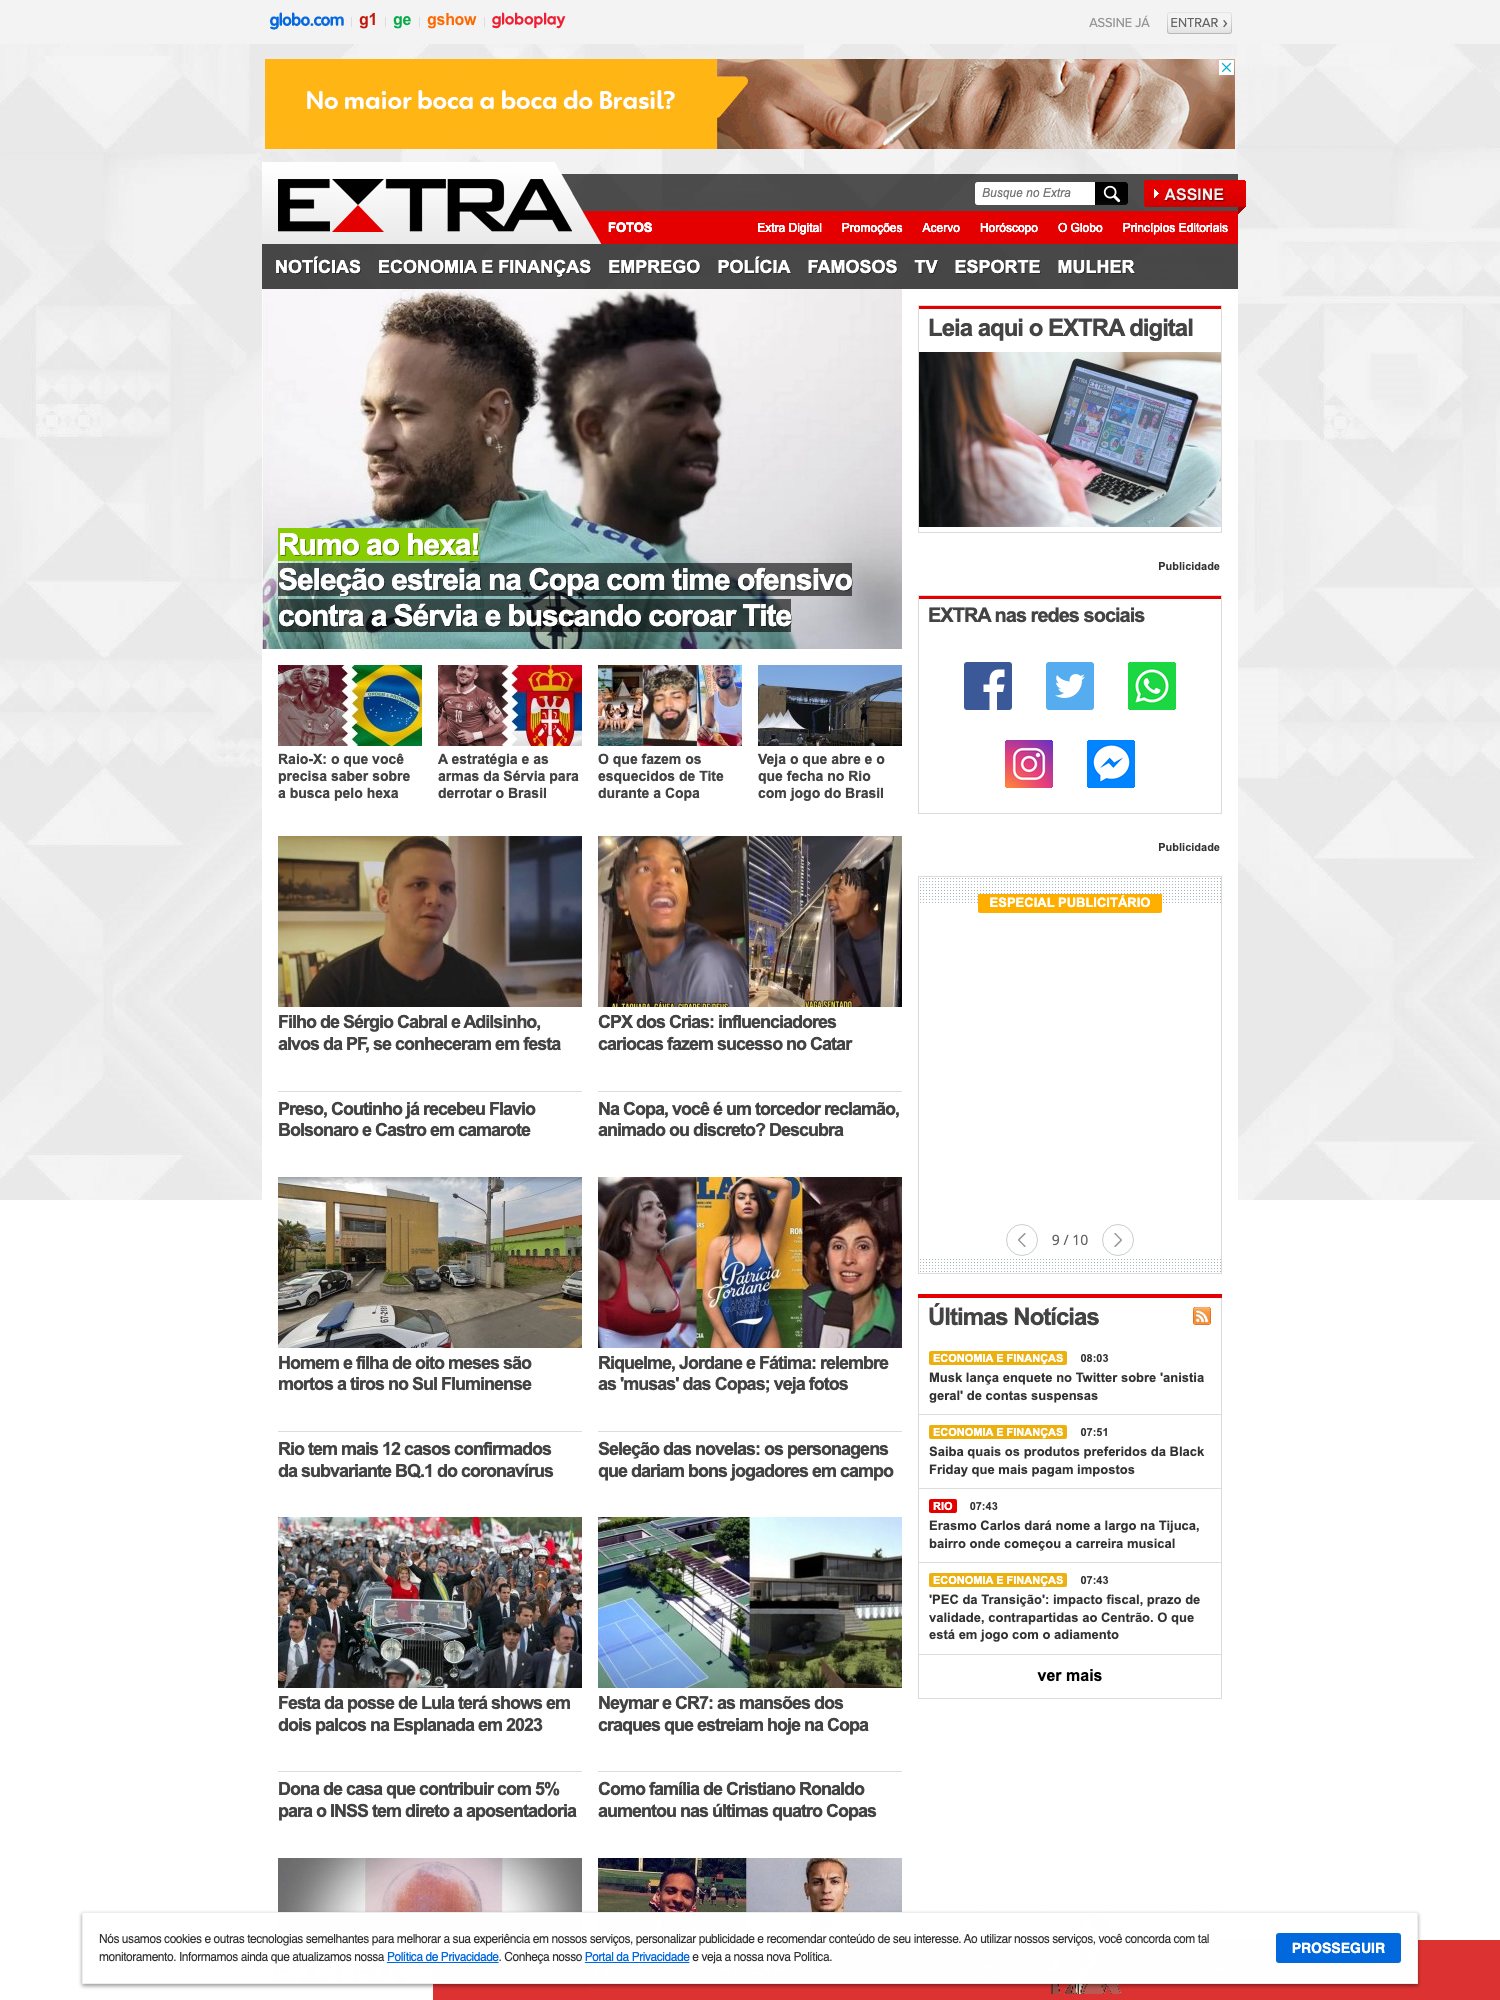 globo.com g1 ge gshow globoplay
ASSINE JÁ ENTRAR ›
No maior boca a boca do Brasil?
EXTRA
Busque no Extra
ASSINE
FOTOS
Extra Digital Promoções Acervo Horóscopo O Globo Princípios Editoriais
NOTÍCIAS ECONOMIA E FINANÇAS EMPREGO POLÍCIA FAMOSOS TV ESPORTE MULHER
Rumo ao hexa!
Seleção estreia na Copa com time ofensivo
contra a Sérvia e buscando coroar Tite
Raio-X: o que você
precisa saber sobre
a busca pelo hexa
A estratégia e as
armas da Sérvia para
derrotar o Brasil
O que fazem os
esquecidos de Tite
durante a Copa
Veja o que abre e o
que fecha no Rio
com jogo do Brasil
Filho de Sérgio Cabral e Adilsinho,
alvos da PF, se conheceram em festa
VAGA SENTADO
CPX dos Crias: influenciadores
cariocas fazem sucesso no Catar
Preso, Coutinho já recebeu Flavio
Bolsonaro e Castro em camarote
Na Copa, você é um torcedor reclamão,
animado ou discreto? Descubra
Homem e filha de oito meses são
mortos a tiros no Sul Fluminense
Patrícia
Jordane
Riquelme, Jordane e Fátima: relembre
as 'musas' das Copas; veja fotos
Rio tem mais 12 casos confirmados
da subvariante BQ.1 do coronavírus
Seleção das novelas: os personagens
que dariam bons jogadores em campo
Festa da posse de Lula terá shows em
dois palcos na Esplanada em 2023
Neymar e CR7: as mansões dos
craques que estreiam hoje na Copa
Dona de casa que contribuir com 5%
para o INSS tem direto a aposentadoria
Como família de Cristiano Ronaldo
aumentou nas últimas quatro Copas
Leia aqui o EXTRA digital
Publicidade
EXTRA nas redes sociais
Publicidade
ESPECIAL PUBLICITÁRIO
9 / 10
Últimas Notícias
ECONOMIA E FINANÇAS 08:03
Musk lança enquete no Twitter sobre 'anistia
geral' de contas suspensas
ECONOMIA E FINANÇAS 07:51
Saiba quais os produtos preferidos da Black
Friday que mais pagam impostos
RIO 07:43
Erasmo Carlos dará nome a largo na Tijuca,
bairro onde começou a carreira musical
ECONOMIA E FINANÇAS 07:43
'PEC da Transição': impacto fiscal, prazo de
validade, contrapartidas ao Centrão. O que
está em jogo com o adiamento
ver mais
Nós usamos cookies e outras tecnologias semelhantes para melhorar a sua experiência em nossos serviços, personalizar publicidade e recomendar conteúdo de seu interesse. Ao utilizar nossos serviços, você concorda com tal
monitoramento. Informamos ainda que atualizamos nossa Política de Privacidade. Conheça nosso Portal da Privacidade e veja a nossa nova Política.
PROSSEGUIR